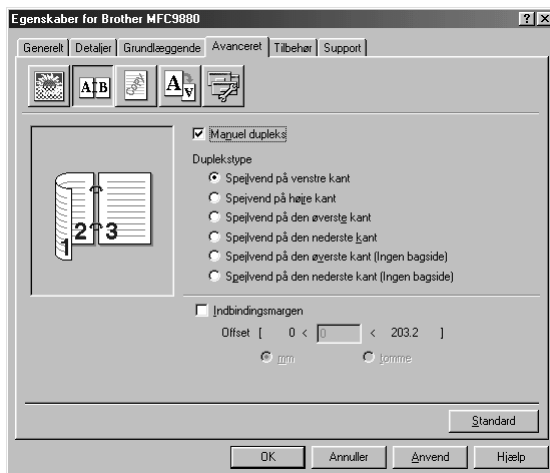 Egenskaber for Brother MFC9880
Generelt Detaljer Grundlæggende Avanceret Tilbehør Support
Manuel dupleks
Duplekstype
Spejlvend på venstre kant
Spejvend på højre kant
Spejlvend på den øverste kant
Spejlvend på den nederste kant
Spejlvend på den øverste kant (Ingen bagside)
Spejlvend på den nederste kant (Ingen bagside)
1 2 3
Indbindingsmargen
Offset [ 0 < 0 < 203.2 ]
mm tomme
Standard
OK Annuller Anvend Hjælp
A B
copy
A v